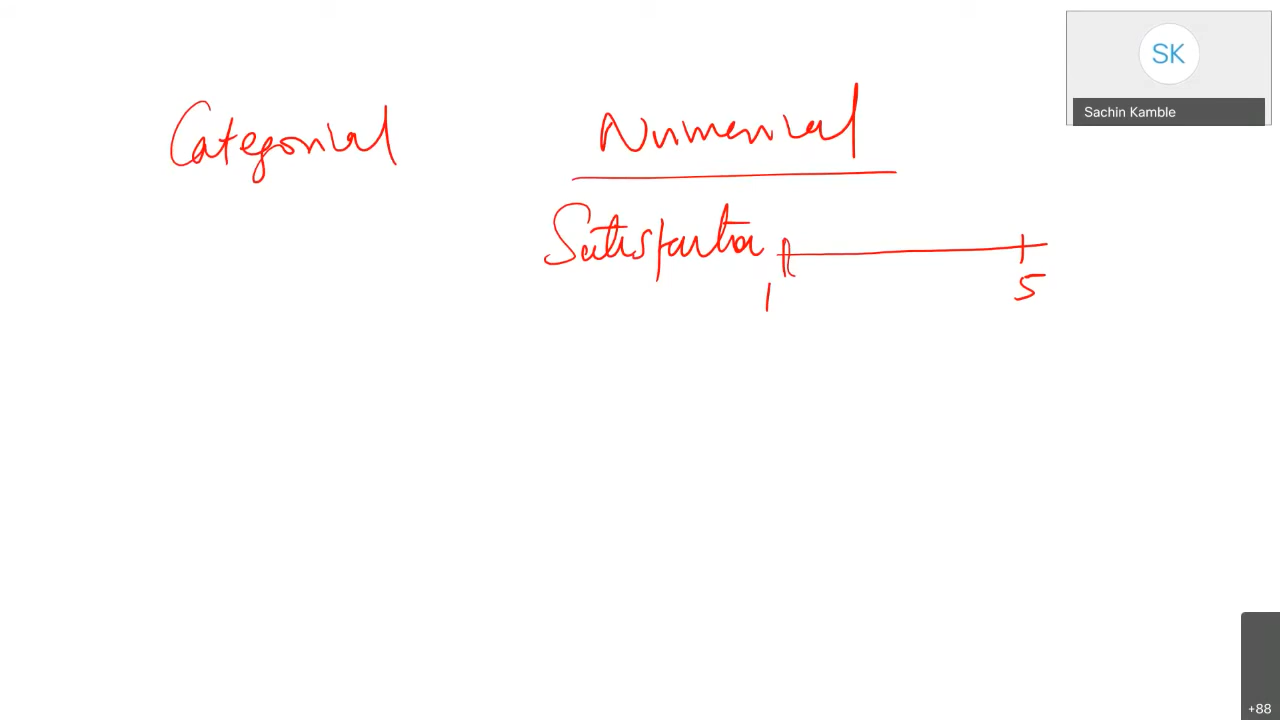 SK
Sachin Kamble
Categorical Numerical
Satisfaction
1 5
+88